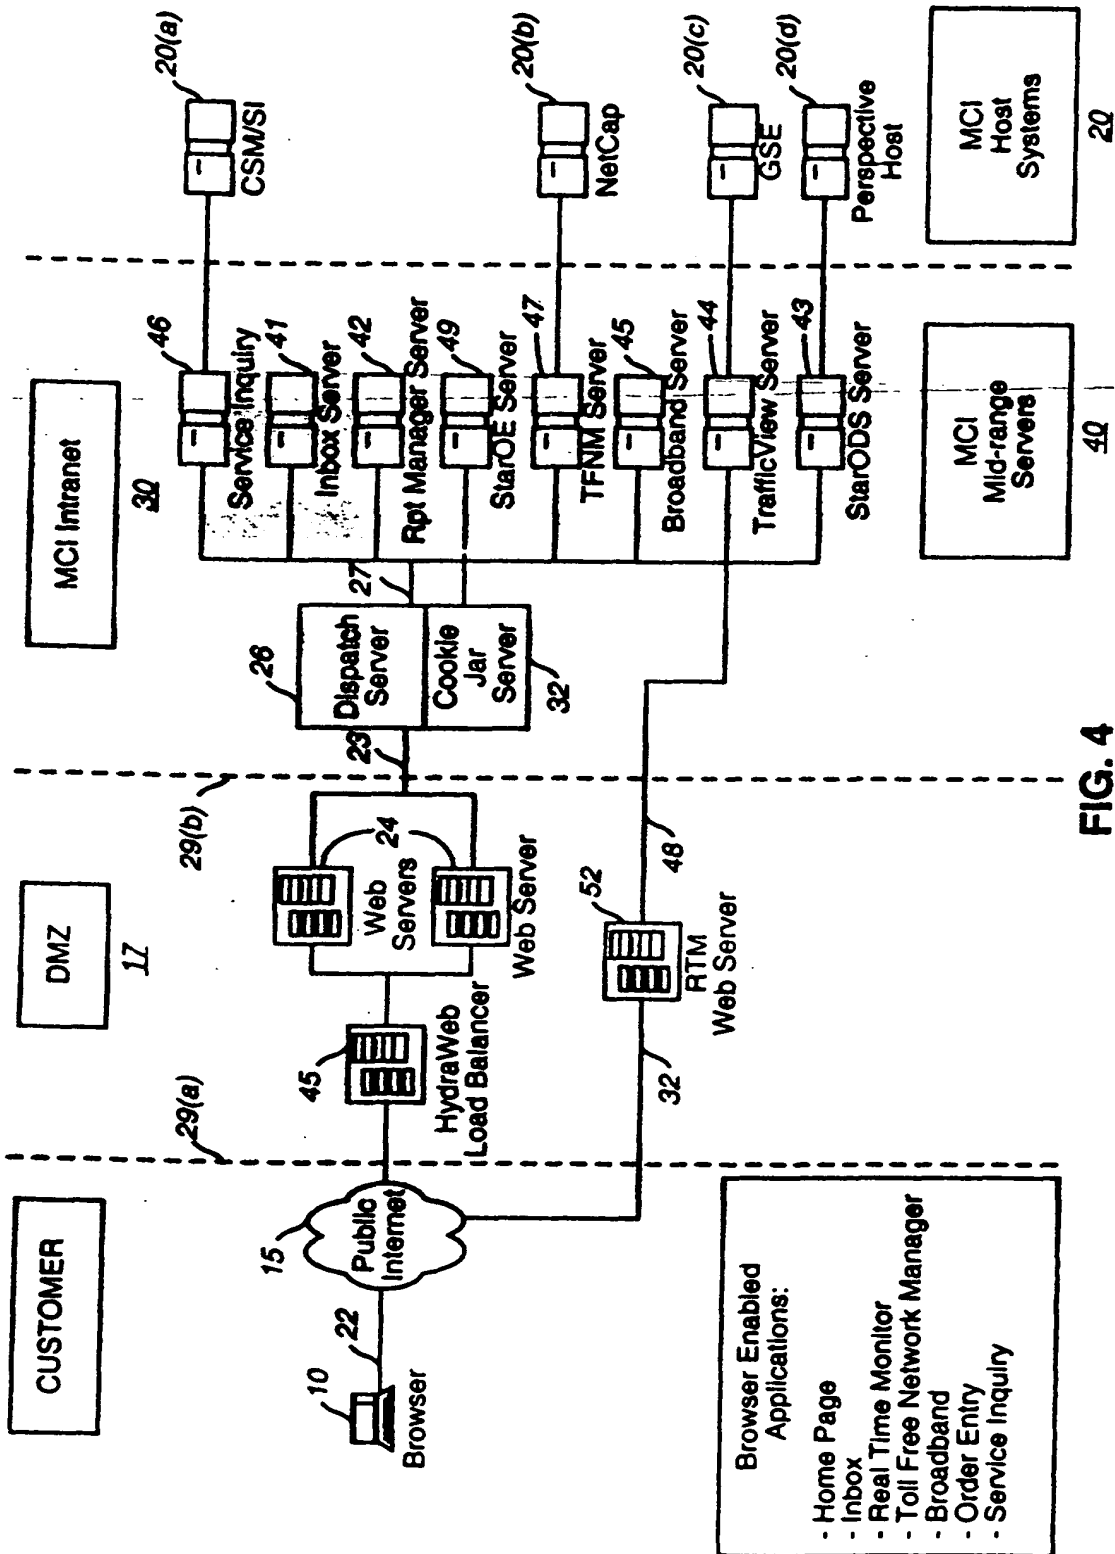 CUSTOMER
DMZ
17
MCI Intranet
30
29(a)
29(b)
10
Browser
22
15
Public
Internet
45
HydraWeb
Load Balancer
24
Web
Servers
Web Server
23
26
Dispatch
Server
27
Cookie
Jar
Server
32
46
Service Inquiry
41
Inbox Server
42
Rpt Manager Server
49
StarOE Server
47
TFNM Server
45
Broadband Server
44
TrafficView Server
43
StarODS Server
20(a)
CSM/SI
20(b)
NetCap
20(c)
GSE
20(d)
Perspective
Host
32
52
RTM
Web Server
48
Browser Enabled
Applications:
- Home Page
- Inbox
- Real Time Monitor
- Toll Free Network Manager
- Broadband
- Order Entry
- Service Inquiry
MCI
Mid-range
Servers
40
MCI
Host
Systems
20
FIG. 4